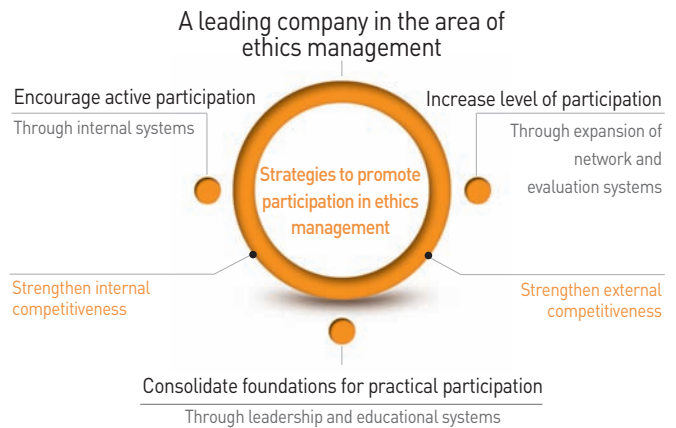 A leading company in the area of
ethics management
Encourage active participation
Through internal systems
Increase level of participation
Through expansion of
network and
evaluation systems
Strategies to promote
participation in ethics
management
Strengthen internal
competitiveness
Strengthen external
competitiveness
Consolidate foundations for practical participation
Through leadership and educational systems